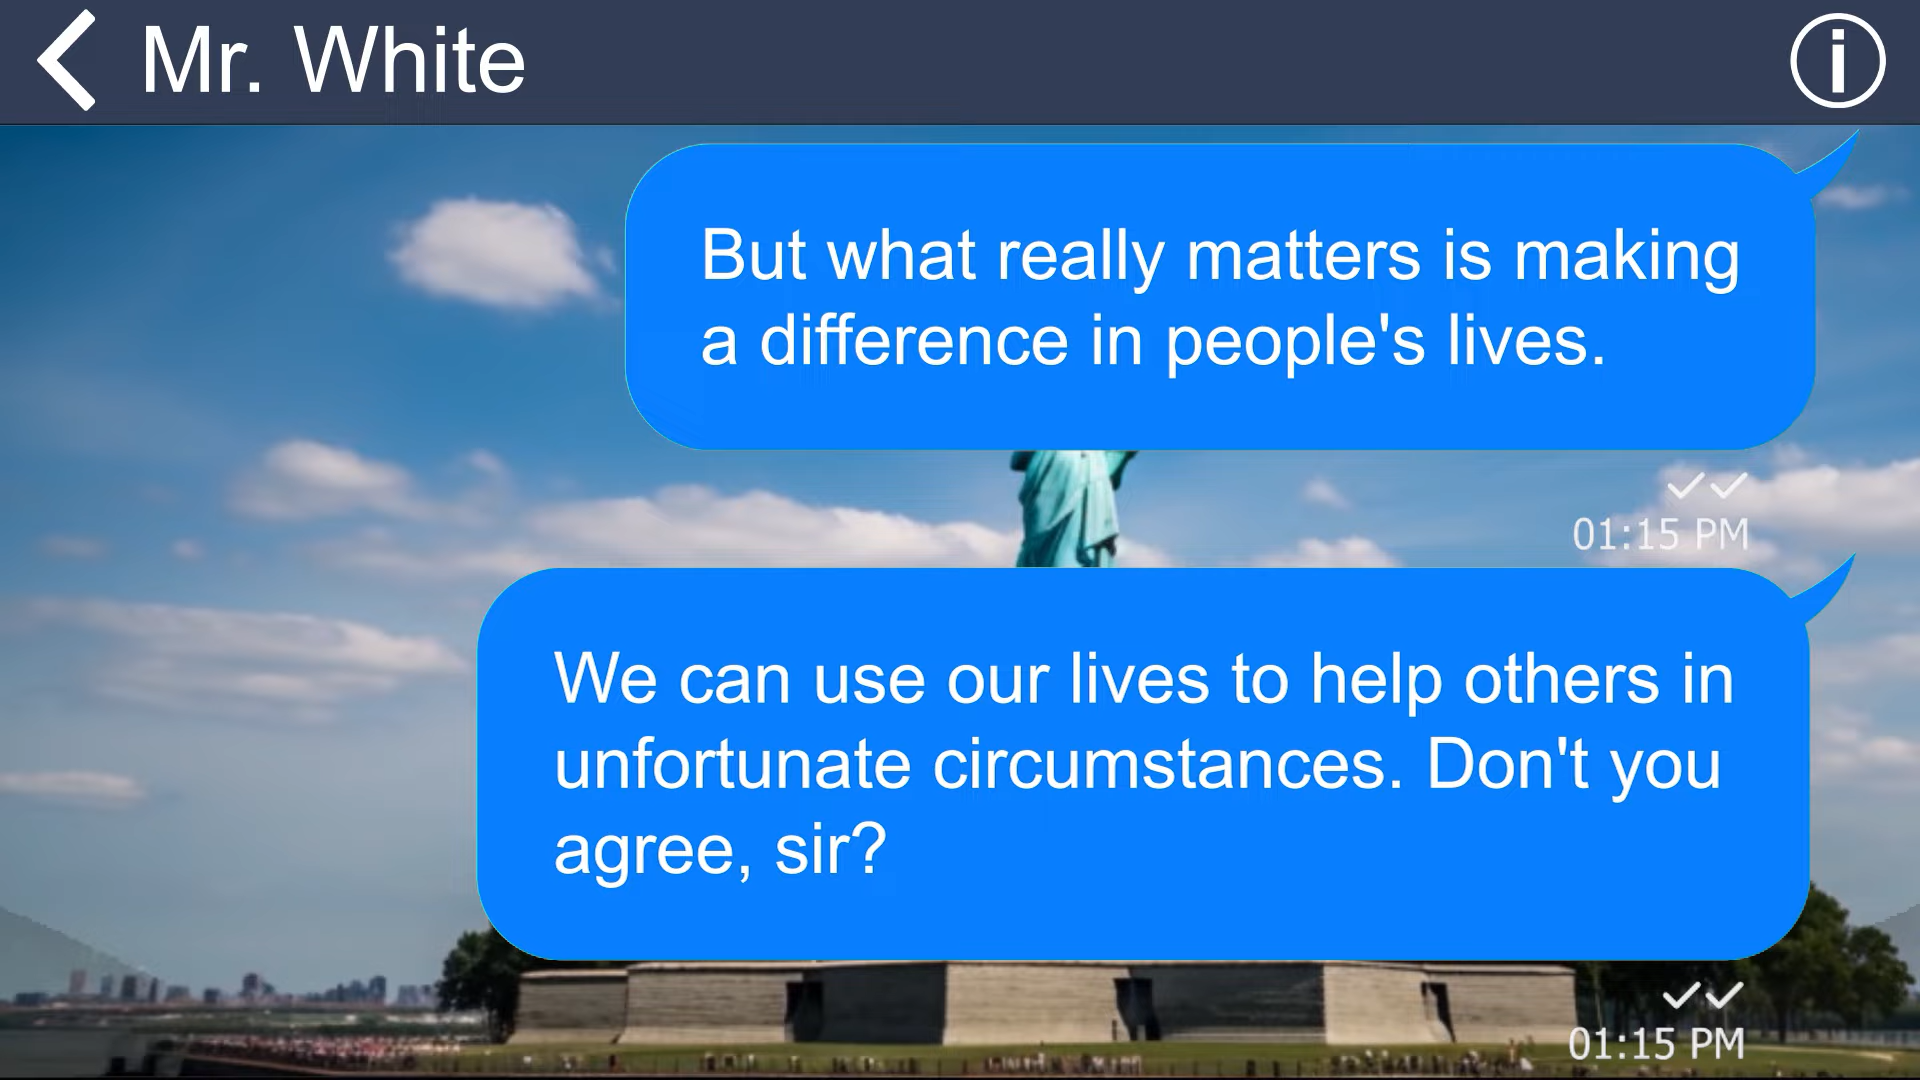 Mr. White
But what really matters is making
a difference in people's lives.
01:15 PM
We can use our lives to help others in
unfortunate circumstances. Don't you
agree, sir?
01:15 PM